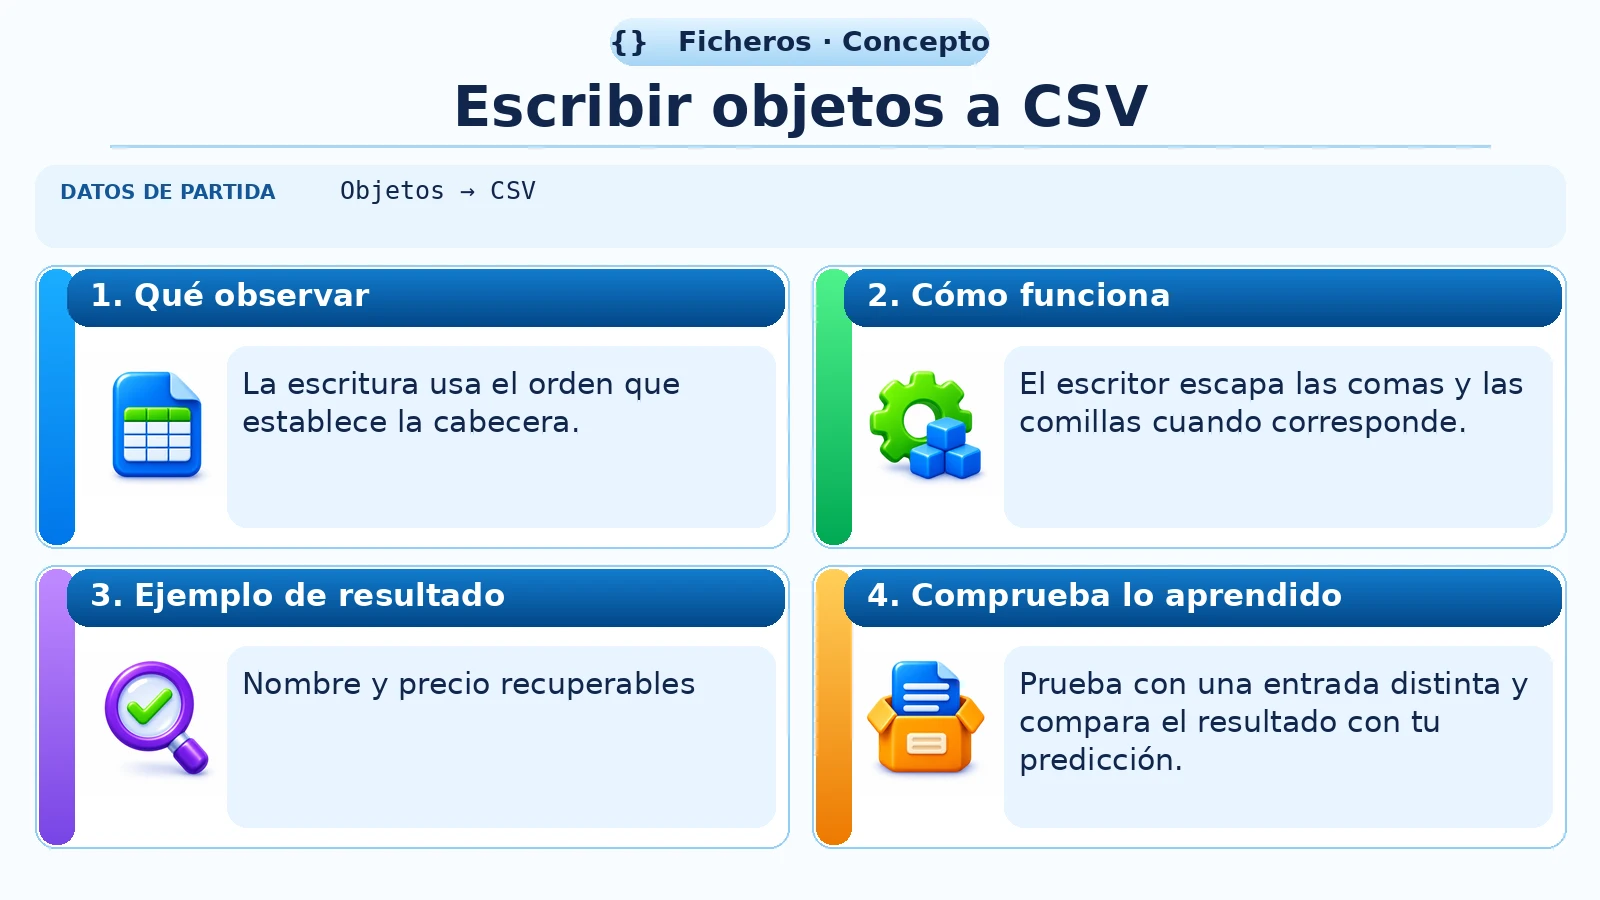 {} Ficheros · Concepto
Escribir objetos a CSV
DATOS DE PARTIDA Objetos → CSV
1. Qué observar
La escritura usa el orden que
establece la cabecera.
2. Cómo funciona
El escritor escapa las comas y las
comillas cuando corresponde.
3. Ejemplo de resultado
Nombre y precio recuperables
4. Comprueba lo aprendido
Prueba con una entrada distinta y
compara el resultado con tu
predicción.